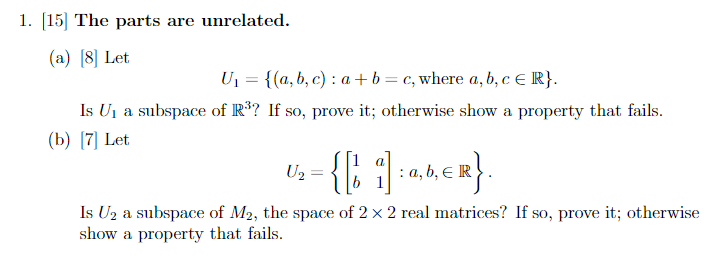 1. [15] The parts are unrelated.
(a) [8] Let
U₁ = {(a, b, c) : a + b = c, where a, b, c ∈ ℝ}.
Is U₁ a subspace of ℝ³? If so, prove it; otherwise show a property that fails.
(b) [7] Let
U₂ = { [1 a; b 1] : a, b, ∈ ℝ }.
Is U₂ a subspace of M₂, the space of 2 × 2 real matrices? If so, prove it; otherwise
show a property that fails.